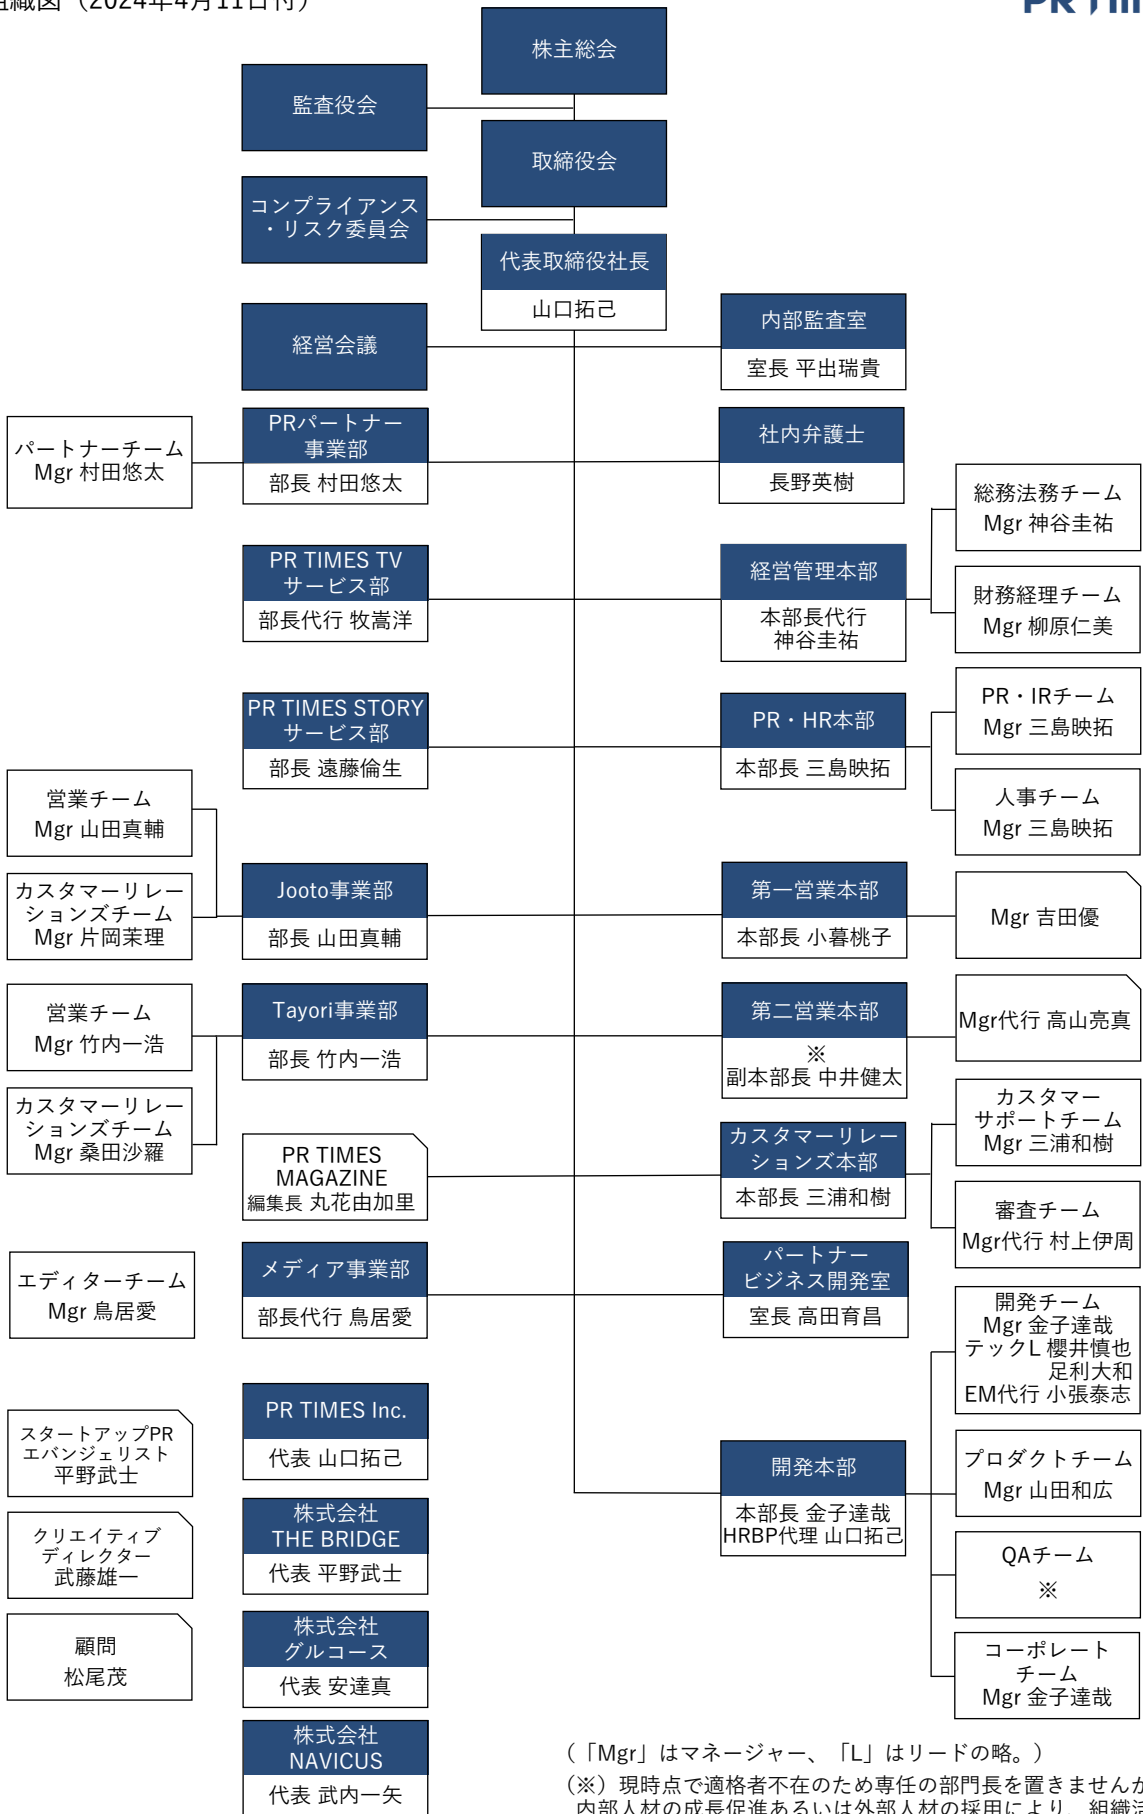 組織図（2024年4月11日付）
株主総会
監査役会
取締役会
コンプライアンス
・リスク委員会
代表取締役社長
山口拓己
経営会議
内部監査室
室長 平出瑞貴
パートナーチーム
Mgr 村田悠太
PRパートナー
事業部
部長 村田悠太
社内弁護士
長野英樹
PR TIMES TV
サービス部
部長代行 牧嵩洋
経営管理本部
本部長代行
神谷圭祐
総務法務チーム
Mgr 神谷圭祐
財務経理チーム
Mgr 柳原仁美
PR TIMES STORY
サービス部
部長 遠藤倫生
PR・HR本部
本部長 三島映拓
PR・IRチーム
Mgr 三島映拓
人事チーム
Mgr 三島映拓
営業チーム
Mgr 山田真輔
カスタマーリレー
ションズチーム
Mgr 片岡茉理
Jooto事業部
部長 山田真輔
第一営業本部
本部長 小暮桃子
Mgr 吉田優
営業チーム
Mgr 竹内一浩
カスタマーリレー
ションズチーム
Mgr 桑田沙羅
Tayori事業部
部長 竹内一浩
第二営業本部
※
副本部長 中井健太
Mgr代行 高山亮真
PR TIMES
MAGAZINE
編集長 丸花由加里
カスタマーリレー
ションズ本部
本部長 三浦和樹
カスタマー
サポートチーム
Mgr 三浦和樹
審査チーム
Mgr代行 村上伊周
エディターチーム
Mgr 鳥居愛
メディア事業部
部長代行 鳥居愛
パートナー
ビジネス開発室
室長 高田育昌
開発チーム
Mgr 金子達哉
テックL 櫻井慎也
足利大和
EM代行 小張泰志
スタートアップPR
エバンジェリスト
平野武士
PR TIMES Inc.
代表 山口拓己
開発本部
本部長 金子達哉
HRBP代理 山口拓己
プロダクトチーム
Mgr 山田和広
クリエイティブ
ディレクター
武藤雄一
株式会社
THE BRIDGE
代表 平野武士
QAチーム
※
顧問
松尾茂
株式会社
グルコース
代表 安達真
コーポレート
チーム
Mgr 金子達哉
株式会社
NAVICUS
代表 武内一矢
（「Mgr」はマネージャー、「L」はリードの略。）
（※）現時点で適格者不在のため専任の部門長を置きませんが
内部人材の成長促進あるいは外部人材の採用により、組織活